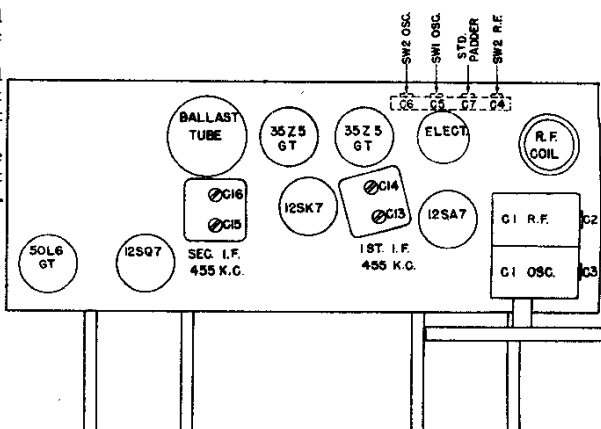 SW2 OSC.
SW1 OSC.
STD.
PADDER
SW2 R.F.
C6 C5 C7 C4
BALLAST
TUBE
35Z5
GT
35Z5
GT
ELECT.
R.F.
COIL
C16
C15
12SK7
C14
C13
12SA7
C1 R.F.
C2
C1 OSC.
C3
50L6
GT
12SQ7
SEC. I.F.
455 K.C.
1ST. I.F.
455 K.C.